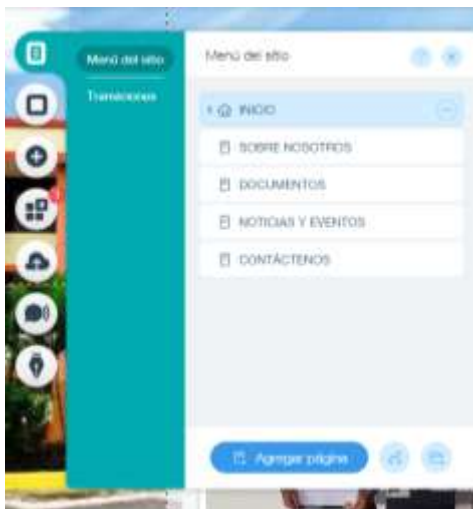 Menú del sitio
Transiciones
Menú del sitio
?
INICIO
SOBRE NOSOTROS
DOCUMENTOS
NOTICIAS Y EVENTOS
CONTÁCTENOS
Agregar página